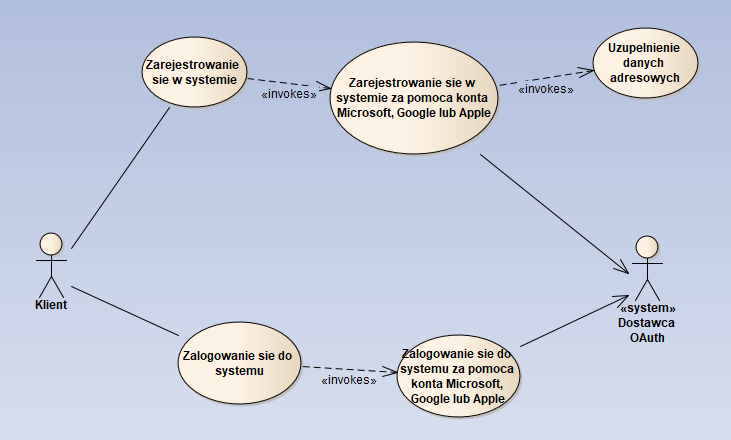 Zarejestrowanie
sie w systemie
«invokes»
Zarejestrowanie sie w
systemie za pomoca konta
Microsoft, Google lub Apple
«invokes»
Uzupelnienie
danych
adresowych
Klient
«system»
Dostawca
OAuth
Zalogowanie sie do
systemu
«invokes»
Zalogowanie sie do
systemu za pomoca
konta Microsoft,
Google lub Apple